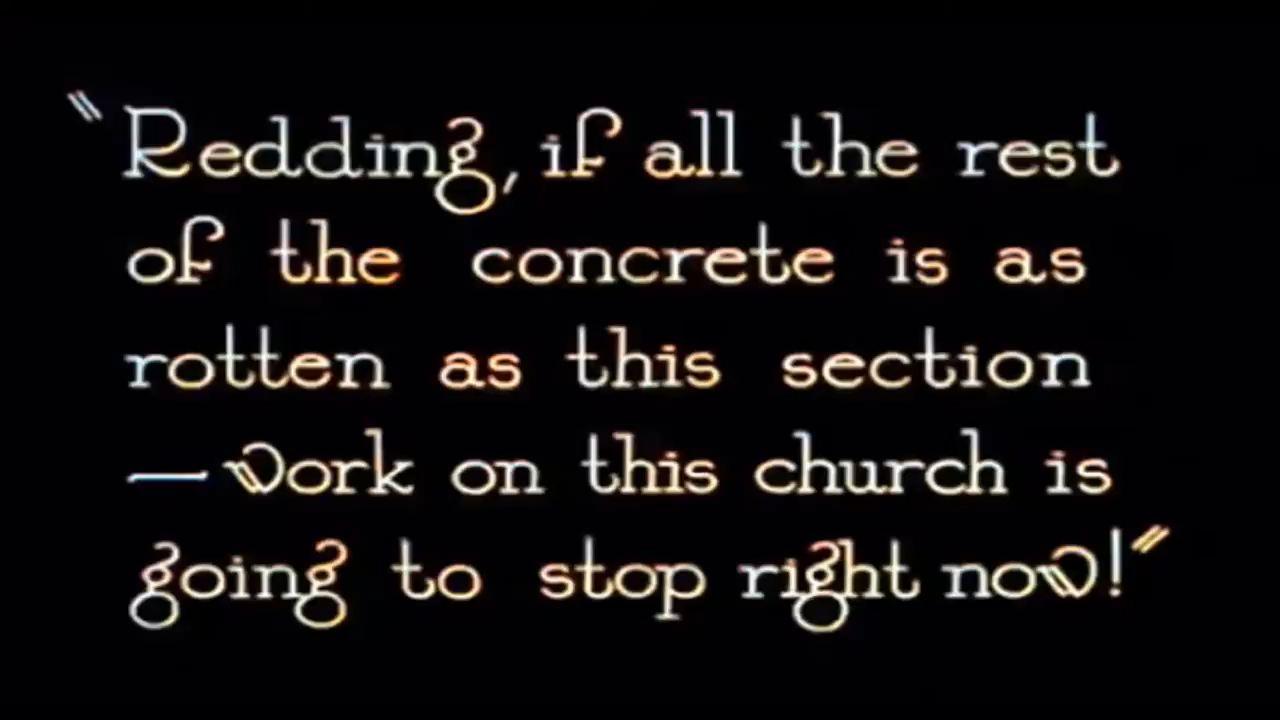 "Redding, if all the rest
of the concrete is as
rotten as this section
—work on this church is
going to stop right now!"